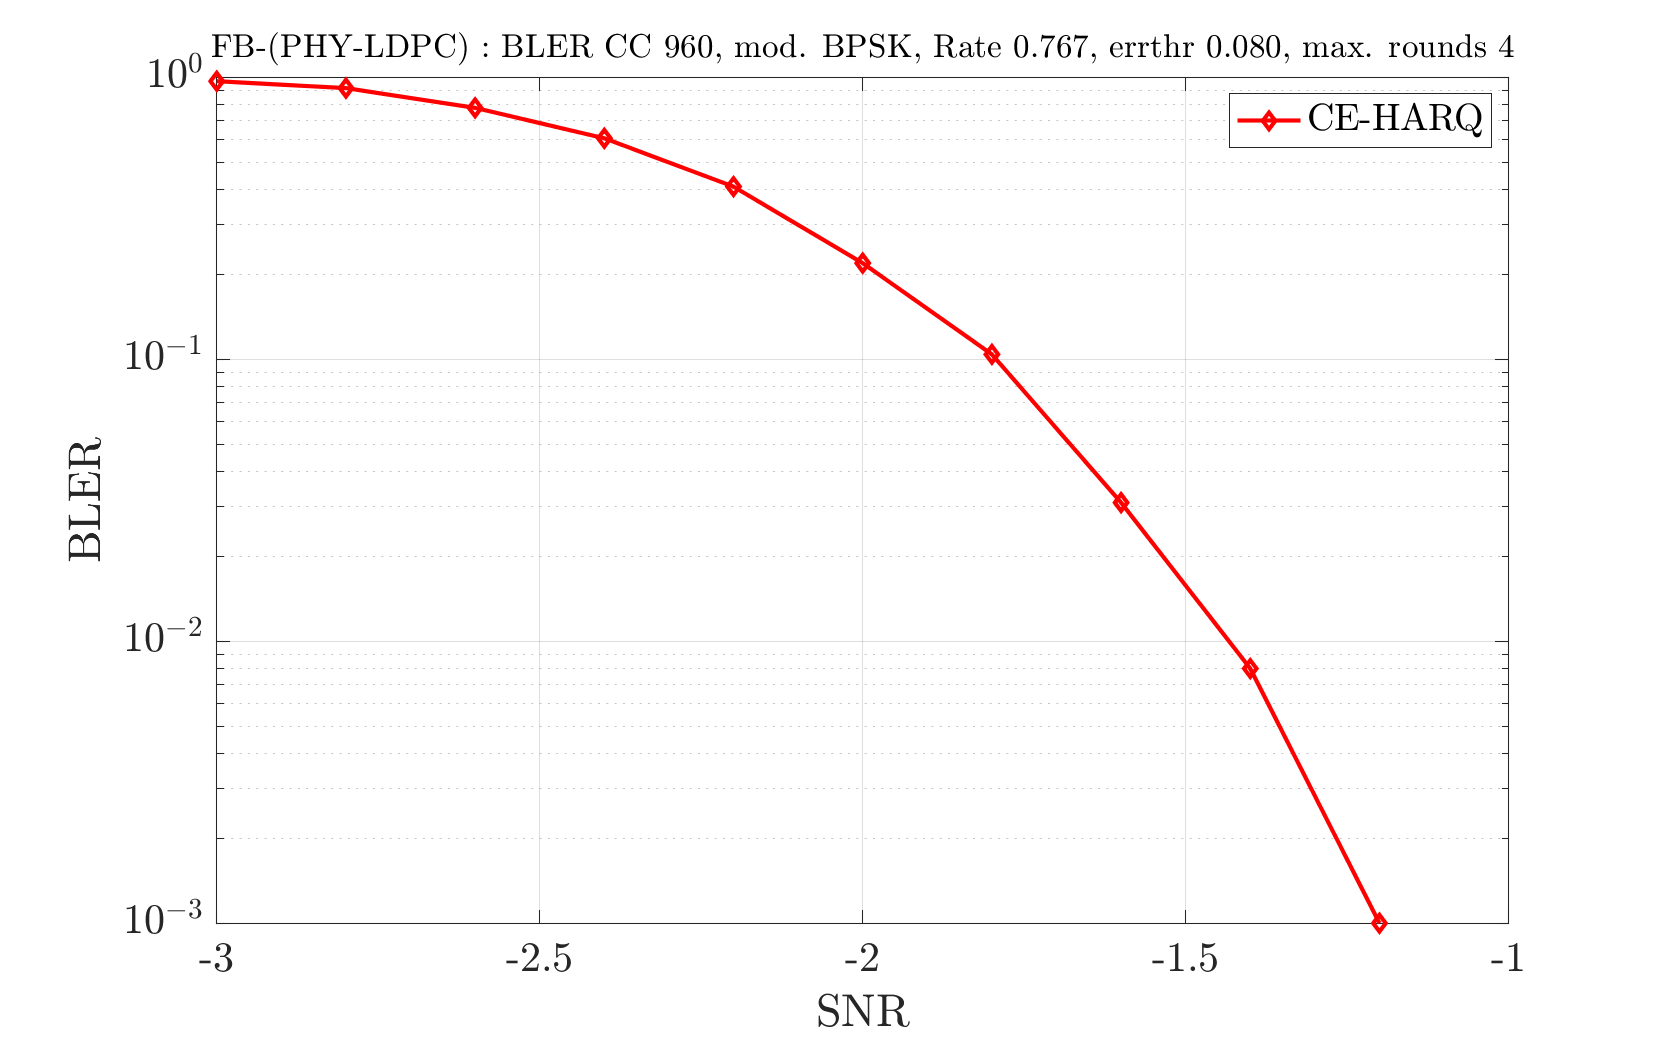 FB-(PHY-LDPC) : BLER CC 960, mod. BPSK, Rate 0.767, errthr 0.080, max. rounds 4
10^0
CE-HARQ
10^−1
BLER
10^−2
10^−3
-3 -2.5 -2 -1.5 -1
SNR